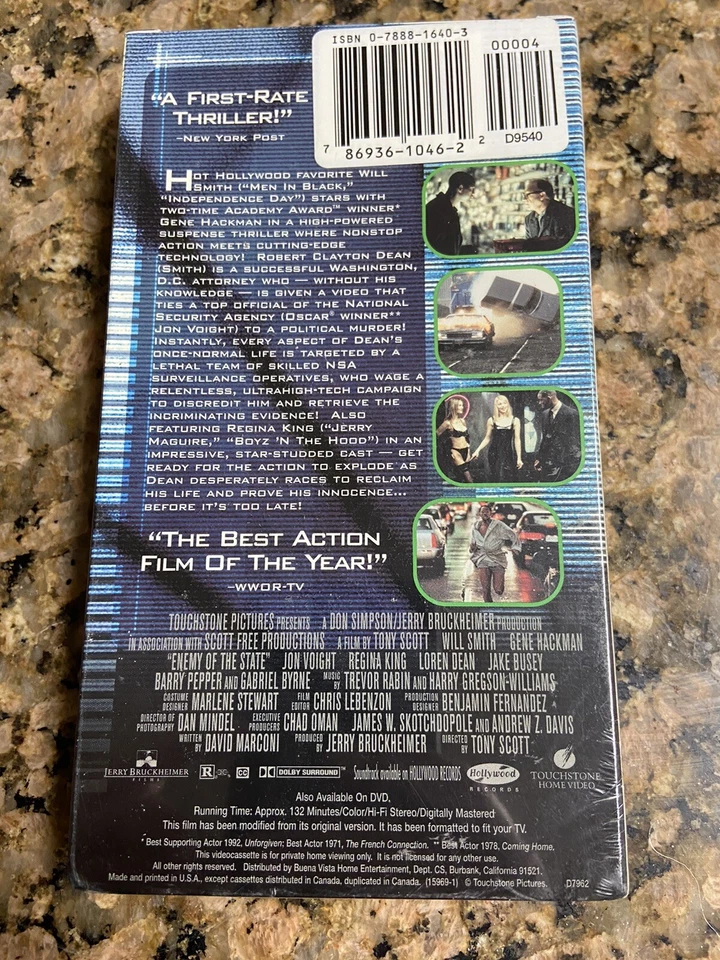 ISBN 0-7888-1640-3
00004
7 86936-1046-2 2 D9540
“A FIRST-RATE
THRILLER!”
–NEW YORK POST
HOT HOLLYWOOD FAVORITE WILL
SMITH (“MEN IN BLACK,”
“INDEPENDENCE DAY”) STARS WITH
TWO-TIME ACADEMY AWARD™ WINNER*
GENE HACKMAN IN A HIGH-POWERED
SUSPENSE THRILLER WHERE NONSTOP
ACTION MEETS CUTTING-EDGE
TECHNOLOGY! ROBERT CLAYTON DEAN
(SMITH) IS A SUCCESSFUL WASHINGTON,
D.C. ATTORNEY WHO — WITHOUT HIS
KNOWLEDGE — IS GIVEN A VIDEO THAT
TIES A TOP OFFICIAL OF THE NATIONAL
SECURITY AGENCY (OSCAR® WINNER**
JON VOIGHT) TO A POLITICAL MURDER!
INSTANTLY, EVERY ASPECT OF DEAN’S
ONCE-NORMAL LIFE IS TARGETED BY A
LETHAL TEAM OF SKILLED NSA
SURVEILLANCE OPERATIVES, WHO WAGE A
RELENTLESS, ULTRAHIGH-TECH CAMPAIGN
TO DISCREDIT HIM AND RETRIEVE THE
INCRIMINATING EVIDENCE! ALSO
FEATURING REGINA KING (“JERRY
MAGUIRE,” “BOYZ ’N THE HOOD”) IN AN
IMPRESSIVE, STAR-STUDDED CAST — GET
READY FOR THE ACTION TO EXPLODE AS
DEAN DESPERATELY RACES TO RECLAIM
HIS LIFE AND PROVE HIS INNOCENCE...
BEFORE IT’S TOO LATE!
“THE BEST ACTION
FILM OF THE YEAR!”
–WWOR-TV
TOUCHSTONE PICTURES PRESENTS A DON SIMPSON/JERRY BRUCKHEIMER PRODUCTION
IN ASSOCIATION WITH SCOTT FREE PRODUCTIONS A FILM BY TONY SCOTT WILL SMITH GENE HACKMAN
“ENEMY OF THE STATE” JON VOIGHT REGINA KING LOREN DEAN JAKE BUSEY
BARRY PEPPER AND GABRIEL BYRNE MUSIC BY TREVOR RABIN AND HARRY GREGSON-WILLIAMS
COSTUME DESIGNER MARLENE STEWART FILM EDITOR CHRIS LEBENZON PRODUCTION DESIGNER BENJAMIN FERNANDEZ
DIRECTOR OF PHOTOGRAPHY DAN MINDEL EXECUTIVE PRODUCERS CHAD OMAN JAMES W. SKOTCHDOPOLE AND ANDREW Z. DAVIS
WRITTEN BY DAVID MARCONI PRODUCED BY JERRY BRUCKHEIMER DIRECTED BY TONY SCOTT
JERRY BRUCKHEIMER FILMS R CC DOLBY SURROUND Soundtrack available on HOLLYWOOD RECORDS Hollywood RECORDS TOUCHSTONE HOME VIDEO
Also Available On DVD.
Running Time: Approx. 132 Minutes/Color/Hi-Fi Stereo/Digitally Mastered
This film has been modified from its original version. It has been formatted to fit your TV.
* Best Supporting Actor 1992, Unforgiven: Best Actor 1971, The French Connection. ** Best Actor 1978, Coming Home.
This videocassette is for private home viewing only. It is not licensed for any other use.
All other rights reserved. Distributed by Buena Vista Home Entertainment, Dept. CS, Burbank, California 91521.
Made and printed in U.S.A., except cassettes distributed in Canada, duplicated in Canada. (15969-1) © Touchstone Pictures. D7962